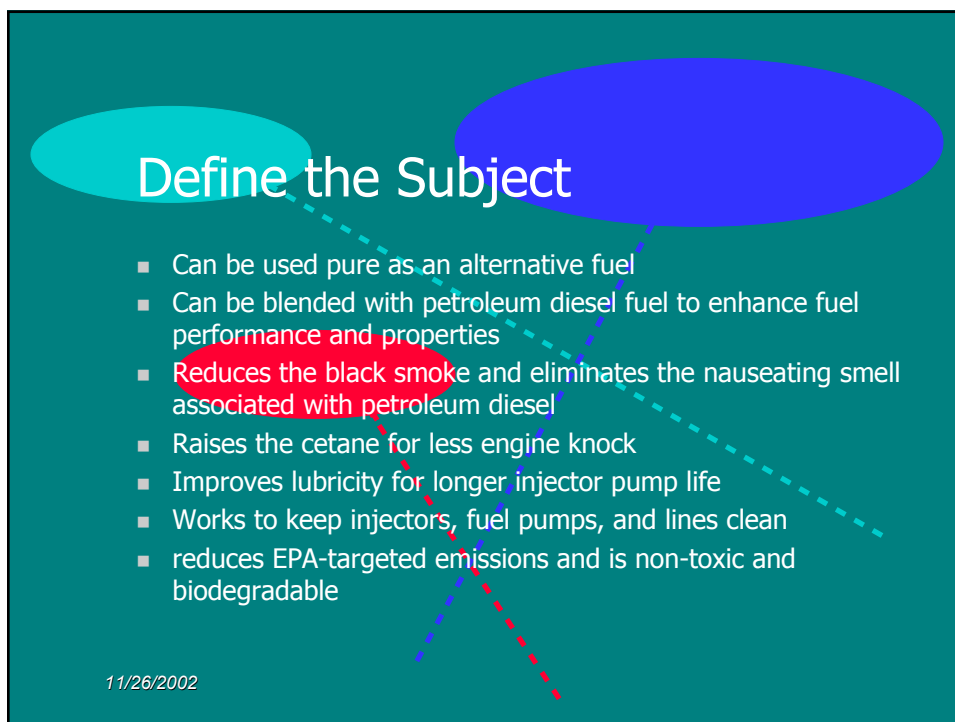 Define the Subject
Can be used pure as an alternative fuel
Can be blended with petroleum diesel fuel to enhance fuel
performance and properties
Reduces the black smoke and eliminates the nauseating smell
associated with petroleum diesel
Raises the cetane for less engine knock
Improves lubricity for longer injector pump life
Works to keep injectors, fuel pumps, and lines clean
reduces EPA-targeted emissions and is non-toxic and
biodegradable
11/26/2002